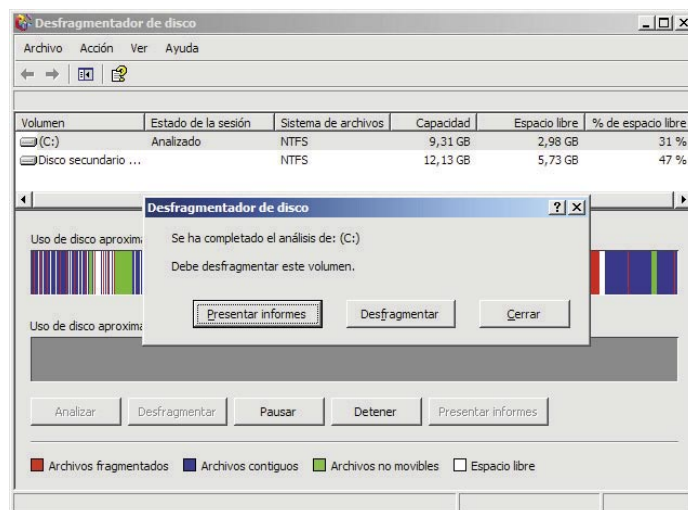 Desfragmentador de disco
Archivo Acción Ver Ayuda
Volumen Estado de la sesión Sistema de archivos Capacidad Espacio libre % de espacio libre
(C:) Analizado NTFS 9,31 GB 2,98 GB 31 %
Disco secundario ... NTFS 12,13 GB 5,73 GB 47 %
Desfragmentador de disco
Se ha completado el análisis de: (C:)
Debe desfragmentar este volumen.
Presentar informes Desfragmentar Cerrar
Uso de disco aproxim
Uso de disco aproxima
Analizar Desfragmentar Pausar Detener Presentar informes
Archivos fragmentados Archivos contiguos Archivos no movibles Espacio libre